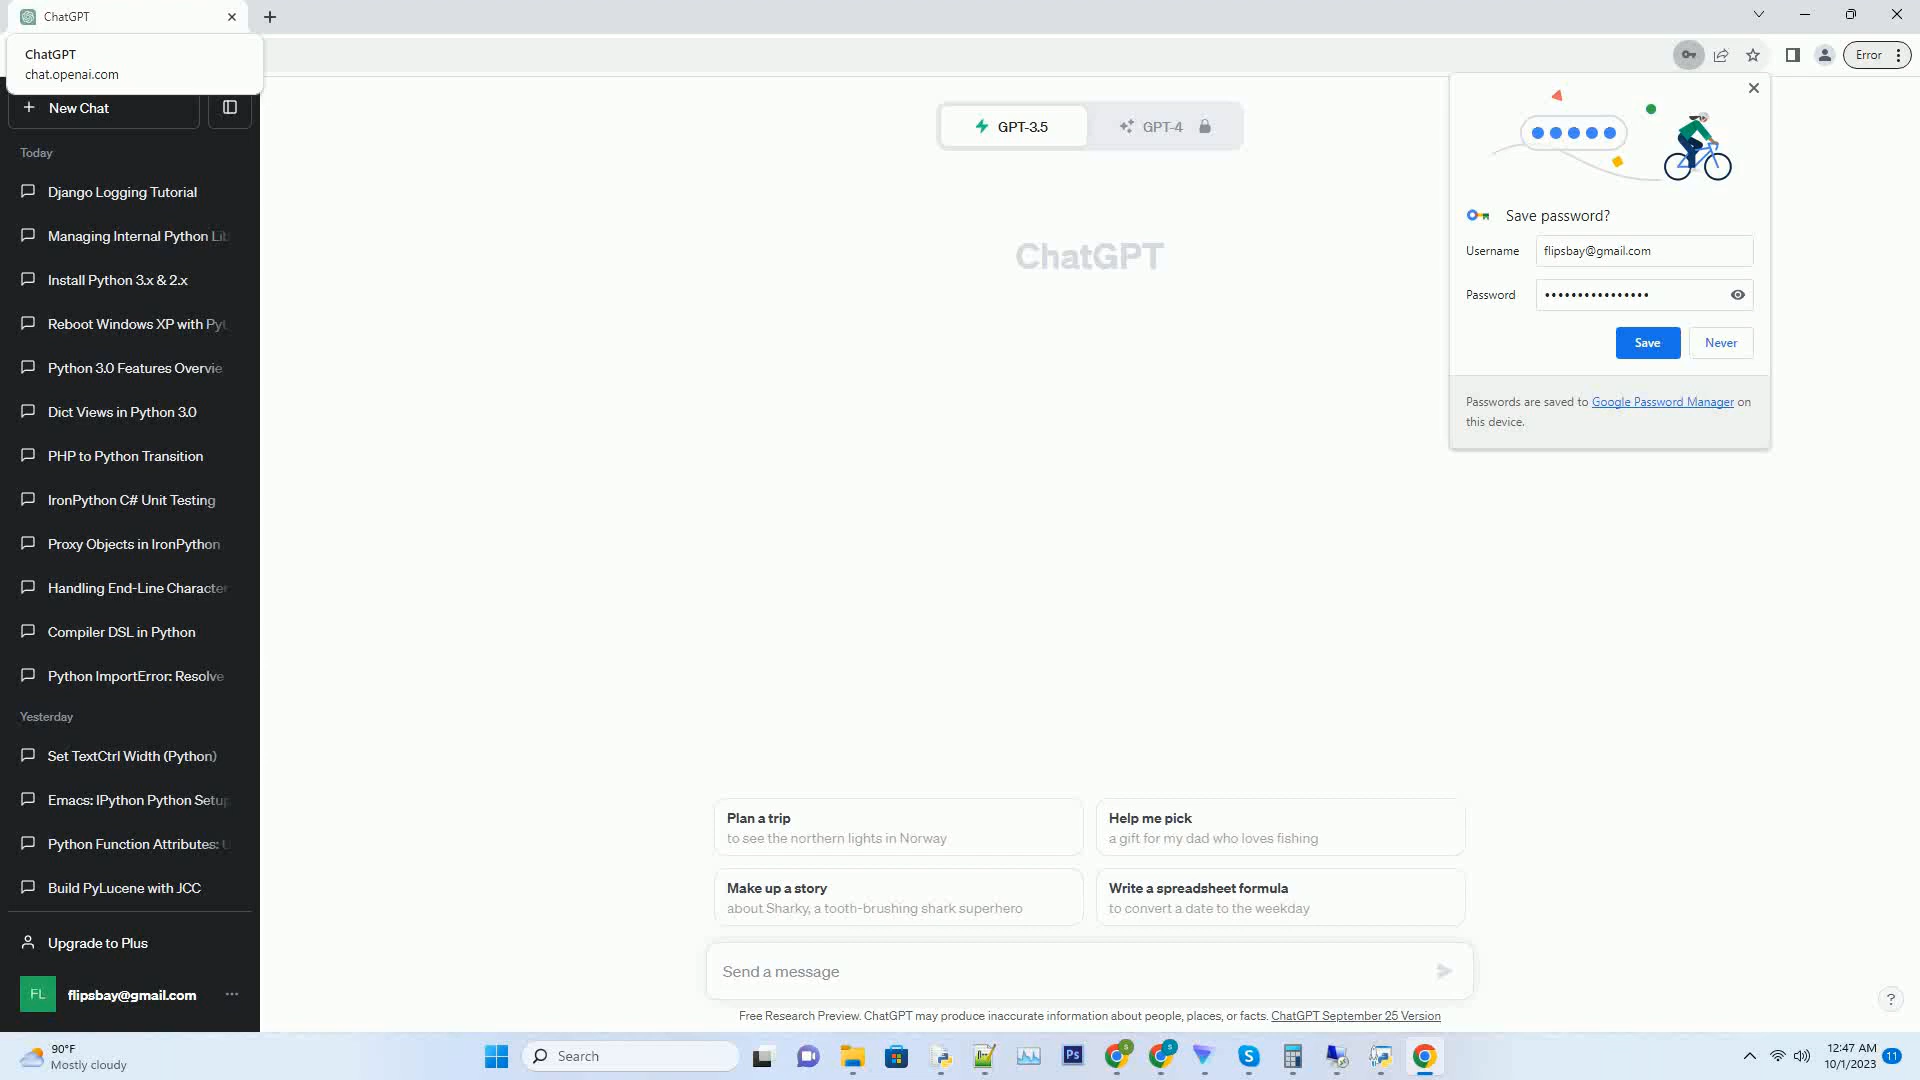 ChatGPT
ChatGPT
chat.openai.com
Error
New Chat
Today
Django Logging Tutorial
Managing Internal Python Lib
Install Python 3.x & 2.x
Reboot Windows XP with Pyt
Python 3.0 Features Overvie
Dict Views in Python 3.0
PHP to Python Transition
IronPython C# Unit Testing
Proxy Objects in IronPython
Handling End-Line Character
Compiler DSL in Python
Python ImportError: Resolve
Yesterday
Set TextCtrl Width (Python)
Emacs: IPython Python Setup
Python Function Attributes: U
Build PyLucene with JCC
Upgrade to Plus
FL
flipsbay@gmail.com
GPT-3.5
GPT-4
ChatGPT
Save password?
Username
flipsbay@gmail.com
Password
••••••••••••••••
Save
Never
Passwords are saved to Google Password Manager on
this device.
Plan a trip
to see the northern lights in Norway
Help me pick
a gift for my dad who loves fishing
Make up a story
about Sharky, a tooth-brushing shark superhero
Write a spreadsheet formula
to convert a date to the weekday
Send a message
Free Research Preview. ChatGPT may produce inaccurate information about people, places, or facts. ChatGPT September 25 Version
?
90°F
Mostly cloudy
Search
Ps
S
S
S
12:47 AM
10/1/2023
11